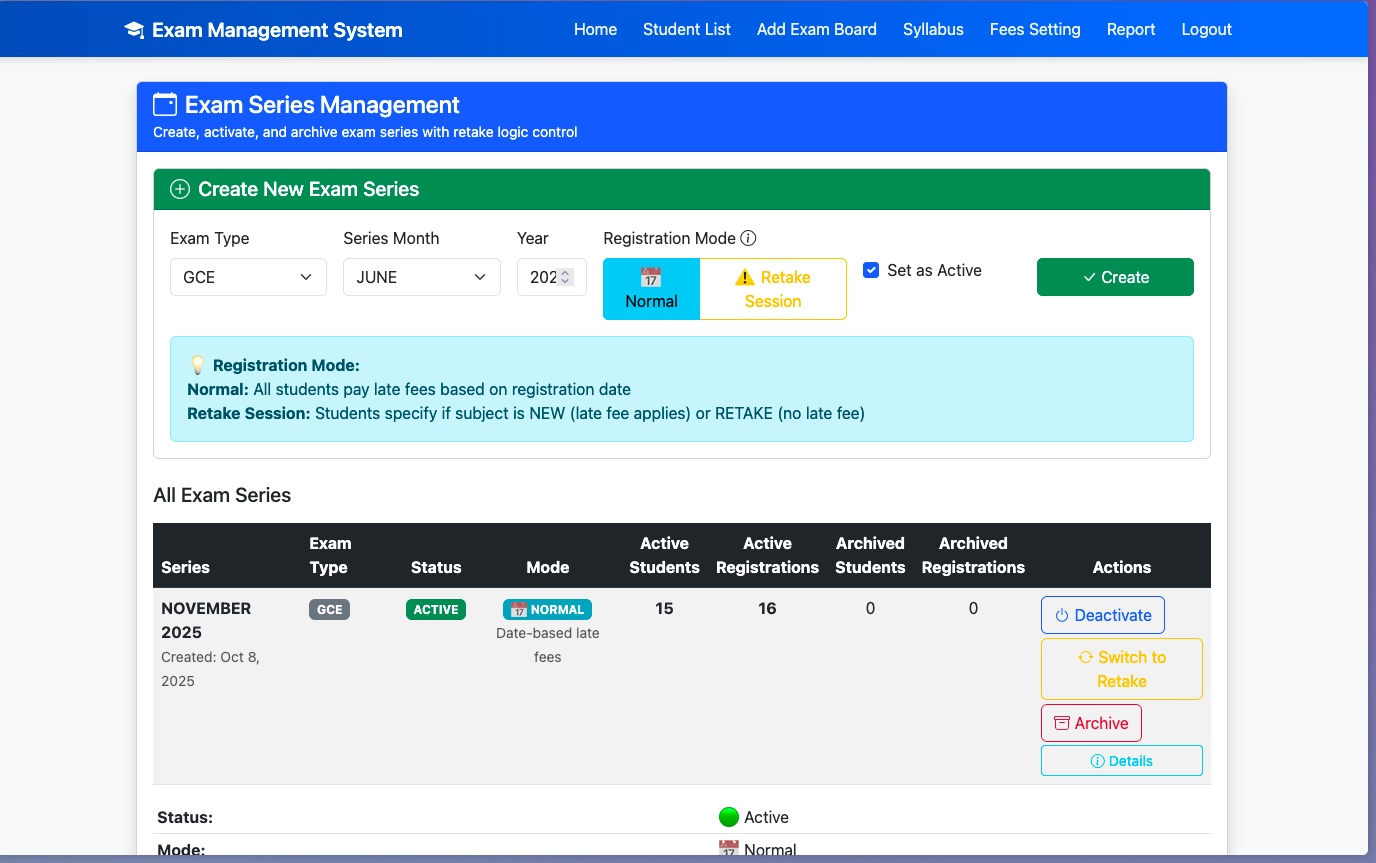 Exam Management System
Home Student List Add Exam Board Syllabus Fees Setting Report Logout
Exam Series Management
Create, activate, and archive exam series with retake logic control
Create New Exam Series
Exam Type Series Month Year Registration Mode
GCE JUNE 202 17 Normal Retake Session Set as Active Create
Registration Mode:
Normal: All students pay late fees based on registration date
Retake Session: Students specify if subject is NEW (late fee applies) or RETAKE (no late fee)
All Exam Series
Series Exam Type Status Mode Active Students Active Registrations Archived Students Archived Registrations Actions
NOVEMBER 2025 GCE ACTIVE 17 NORMAL 15 16 0 0 Deactivate
Created: Oct 8, 2025 Date-based late fees
Switch to Retake
Archive
Details
Status: Active
Mode: 17 Normal